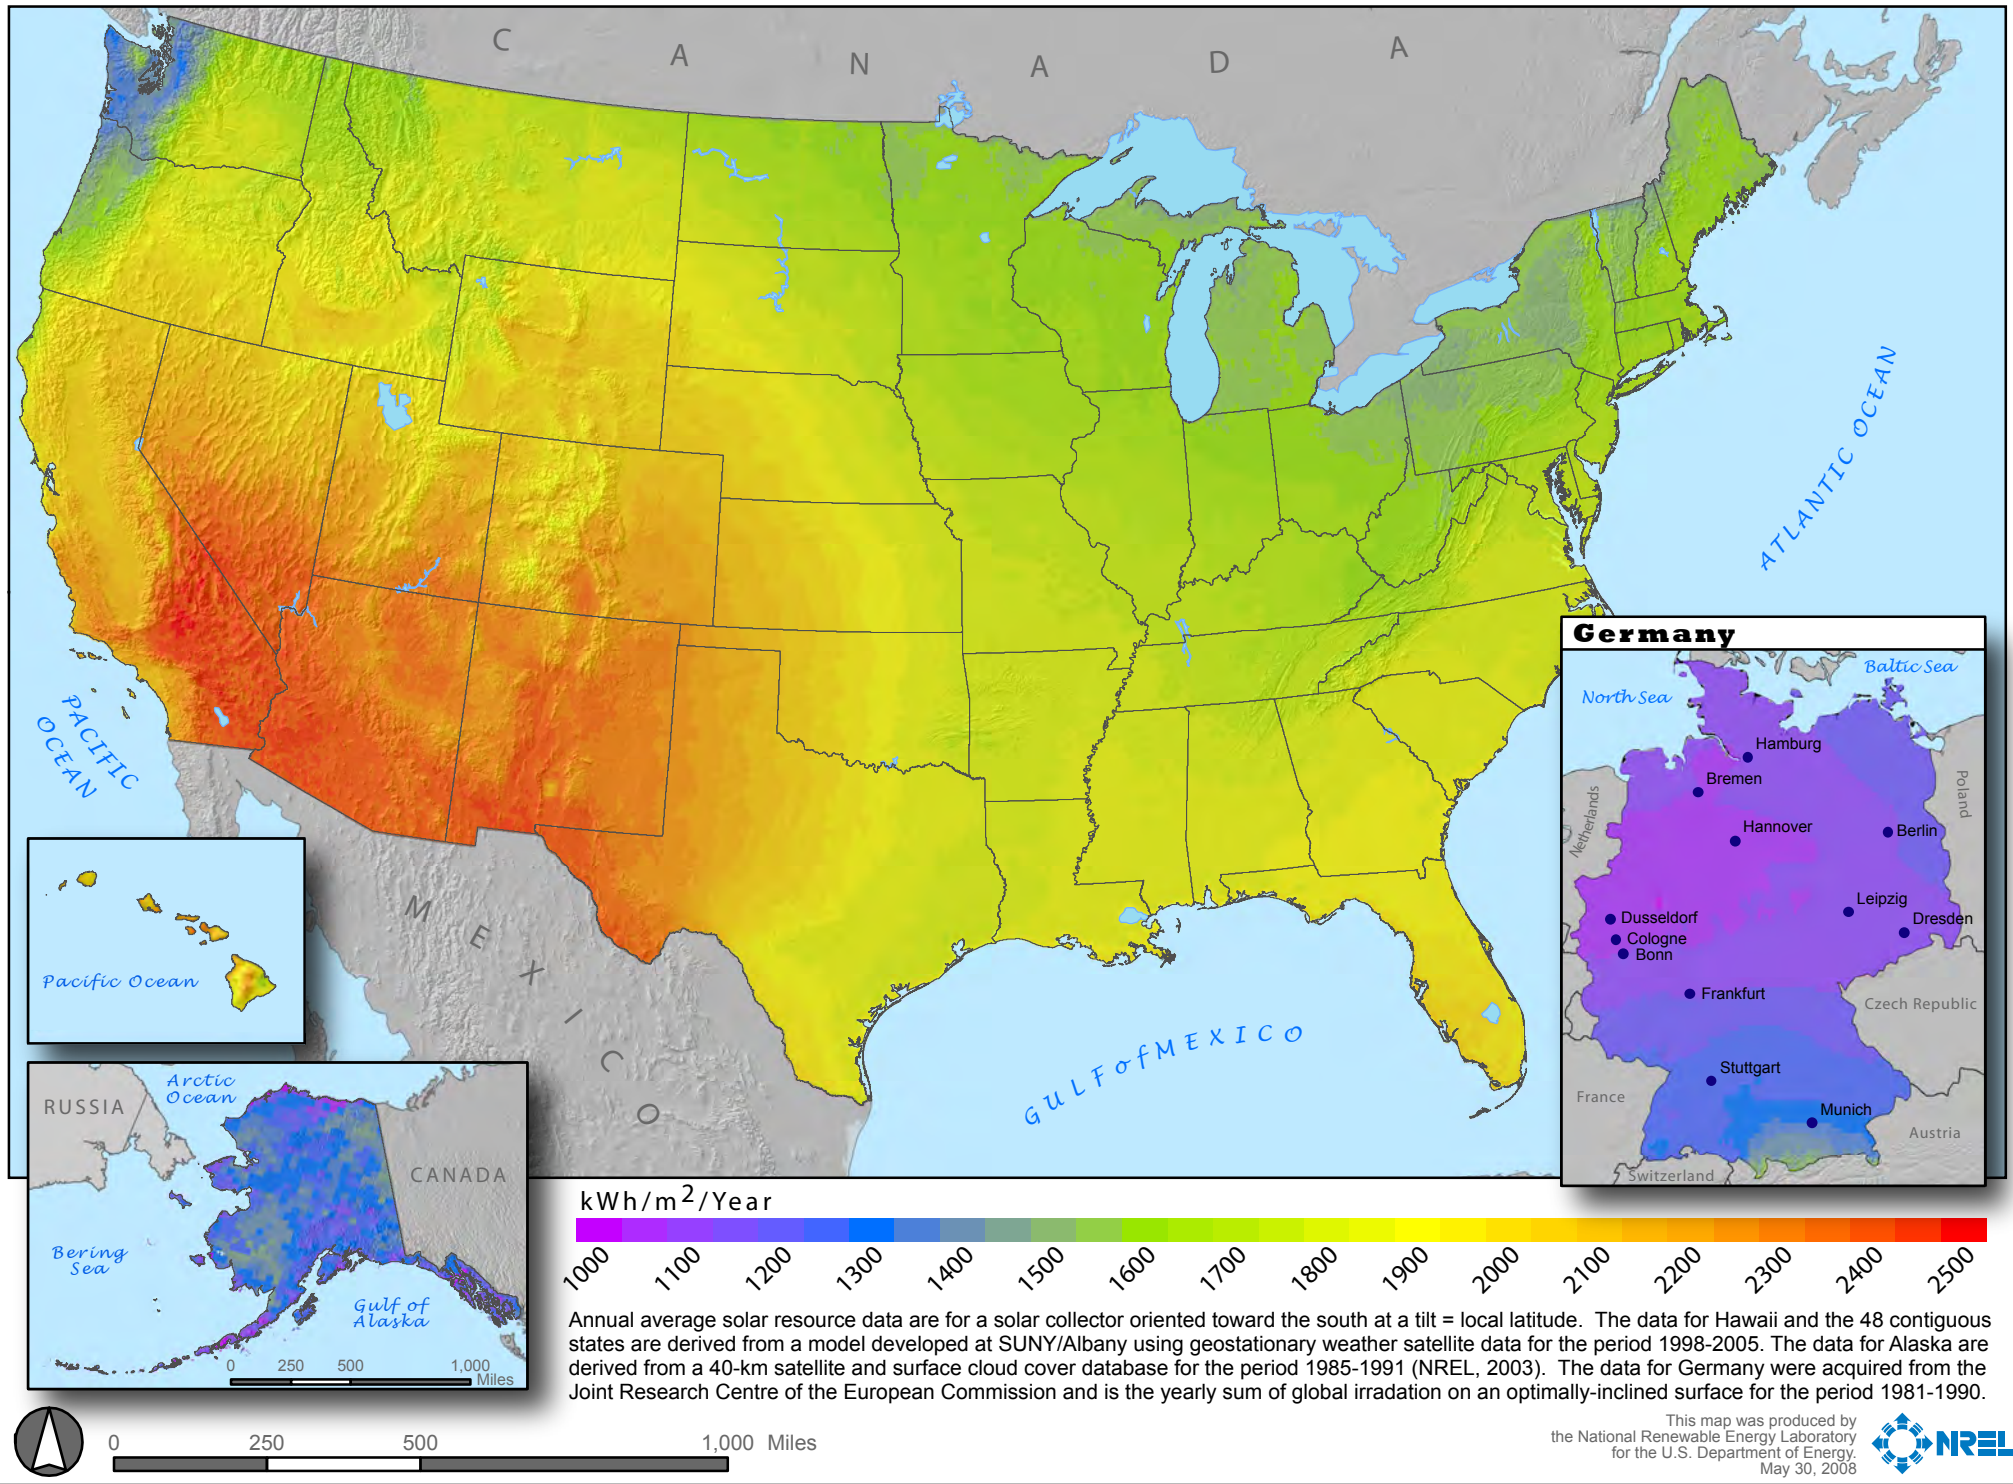 C A N A D A
ATLANTIC OCEAN
PACIFIC
OCEAN
MEXICO
GULF of MEXICO
Pacific Ocean
RUSSIA
Arctic
Ocean
CANADA
Bering
Sea
Gulf of
Alaska
0 250 500 1,000
Miles
Germany
Baltic Sea
North Sea
Hamburg
Bremen
Poland
Netherlands
Hannover
Berlin
Leipzig
Dusseldorf
Dresden
Cologne
Bonn
Frankfurt
Czech Republic
Stuttgart
France
Munich
Austria
Switzerland
kWh/m2/Year
1000 1100 1200 1300 1400 1500 1600 1700 1800 1900 2000 2100 2200 2300 2400 2500
Annual average solar resource data are for a solar collector oriented toward the south at a tilt = local latitude. The data for Hawaii and the 48 contiguous
states are derived from a model developed at SUNY/Albany using geostationary weather satellite data for the period 1998-2005. The data for Alaska are
derived from a 40-km satellite and surface cloud cover database for the period 1985-1991 (NREL, 2003). The data for Germany were acquired from the
Joint Research Centre of the European Commission and is the yearly sum of global irradation on an optimally-inclined surface for the period 1981-1990.
0 250 500 1,000 Miles
This map was produced by
the National Renewable Energy Laboratory
for the U.S. Department of Energy.
May 30, 2008
NREL